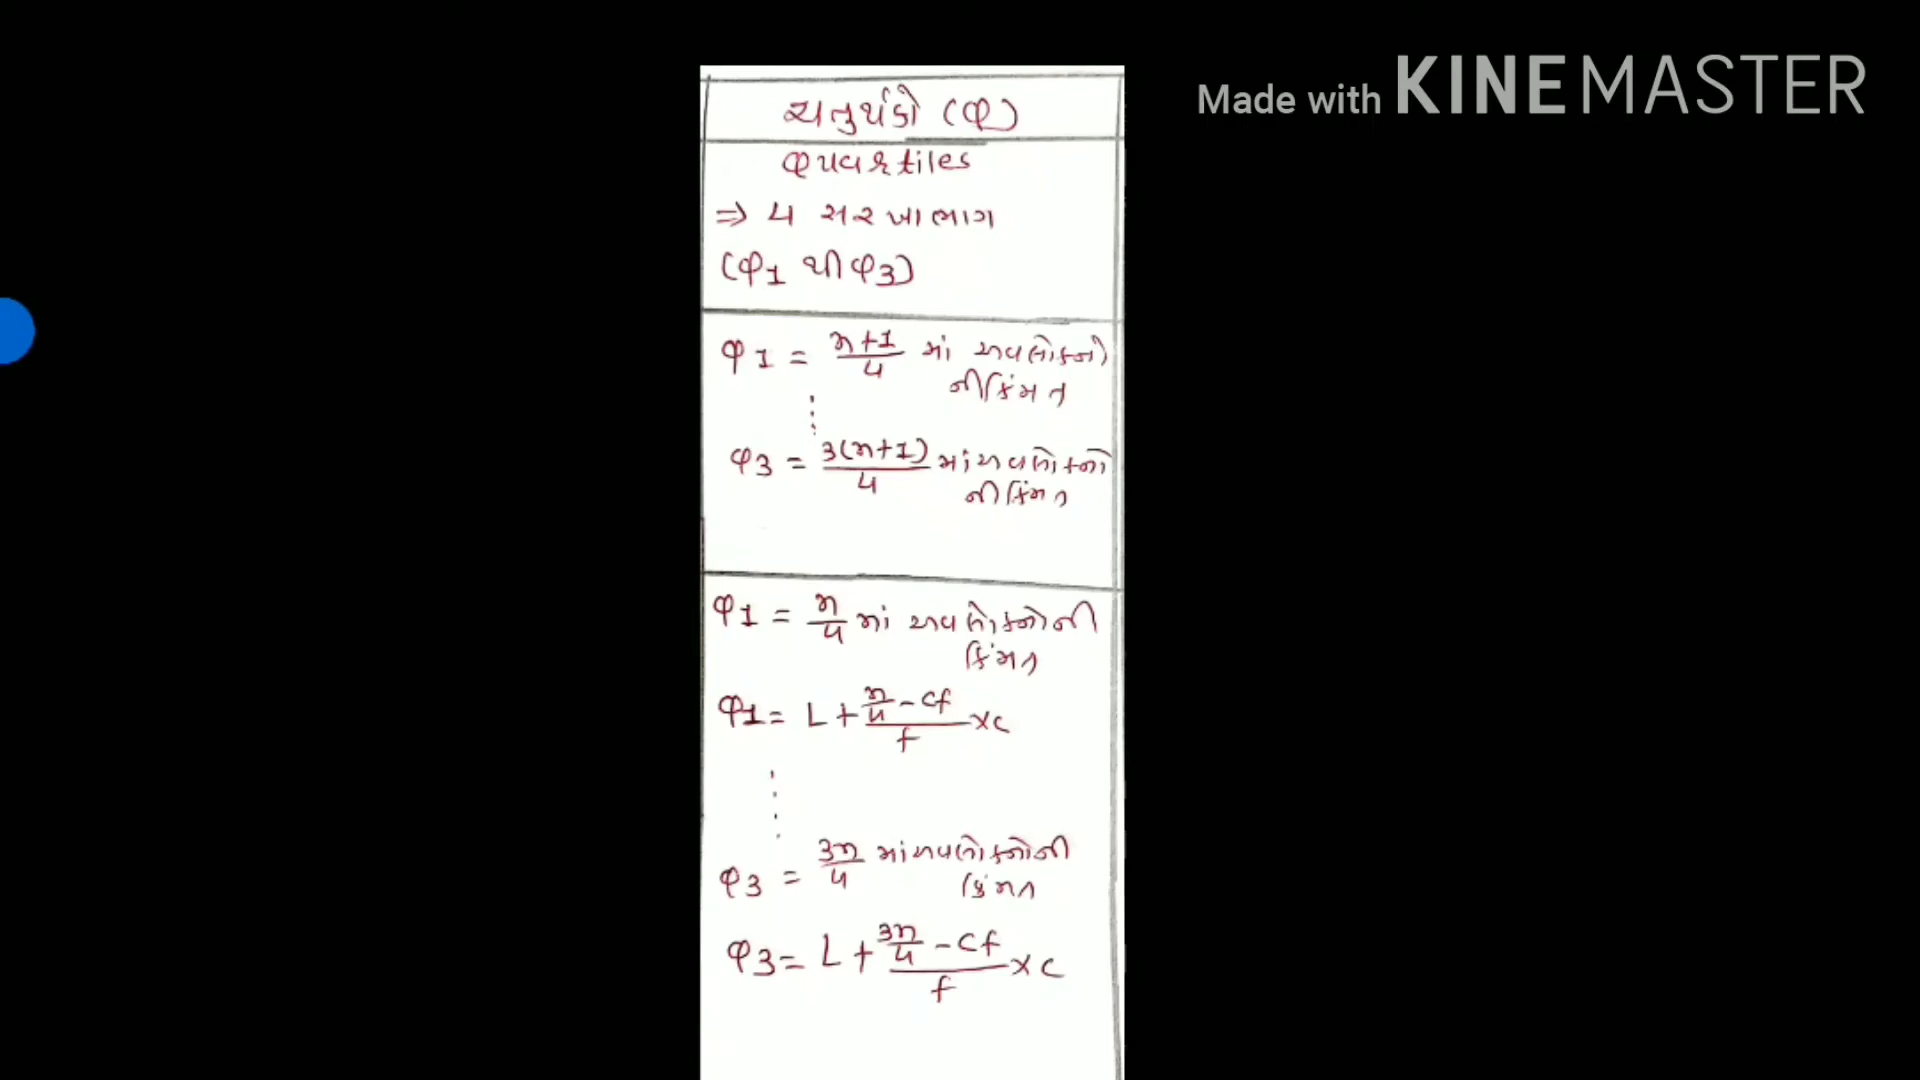 Made with KINEMASTER
ચતુર્થકો (Q)
Quartiles
⇒ 4 સરખા ભાગ
(Q1 થી Q3)
Q1 = n+1/4 માં અવલોકનો
ની કિંમત
Q3 = 3(n+1)/4 માં અવલોકનો
ની કિંમત
Q1 = n/4 માં અવલોકનોની
કિંમત
Q1 = L + (n/4 - cf)/f × c
Q3 = 3n/4 માં અવલોકનોની
કિંમત
Q3 = L + (3n/4 - cf)/f × c